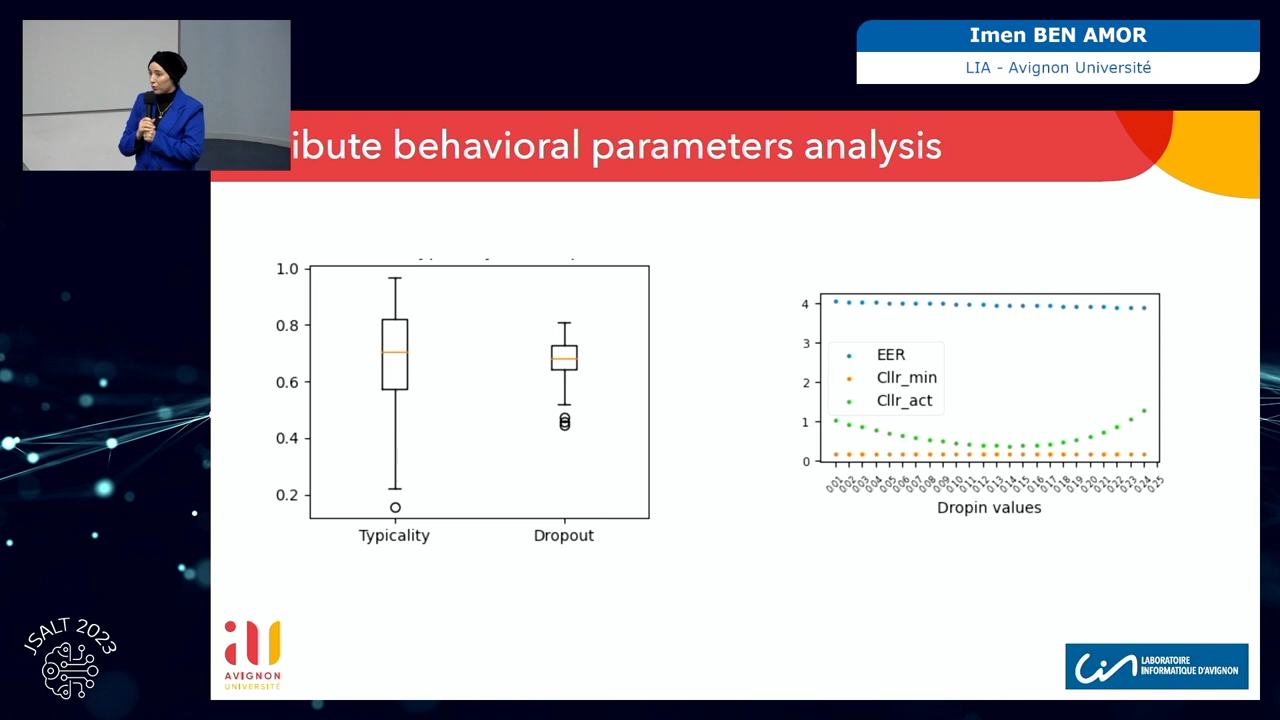 Imen BEN AMOR
LIA - Avignon Université
ibute behavioral parameters analysis
1.0
0.8
0.6
0.4
0.2
Typicality
Dropout
4
3
2
1
0
EER
Cllr_min
Cllr_act
0.01
0.02
0.03
0.04
0.05
0.06
0.07
0.08
0.09
0.10
0.11
0.12
0.13
0.14
0.15
0.16
0.17
0.18
0.19
0.20
0.21
0.22
0.23
0.24
0.25
Dropin values
JSALT 2023
AVIGNON
UNIVERSITÉ
LABORATOIRE
INFORMATIQUE D'AVIGNON